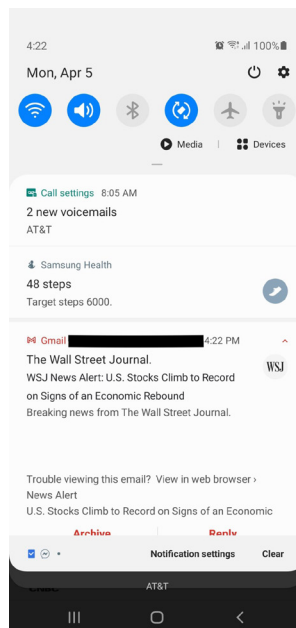 4:22
100%
Mon, Apr 5
Media | Devices
Call settings 8:05 AM
2 new voicemails
AT&T
Samsung Health
48 steps
Target steps 6000.
Gmail 4:22 PM
The Wall Street Journal.
WSJ
WSJ News Alert: U.S. Stocks Climb to Record
on Signs of an Economic Rebound
Breaking news from The Wall Street Journal.
Trouble viewing this email? View in web browser ›
News Alert
U.S. Stocks Climb to Record on Signs of an Economic
Archive Reply
Notification settings Clear
AT&T